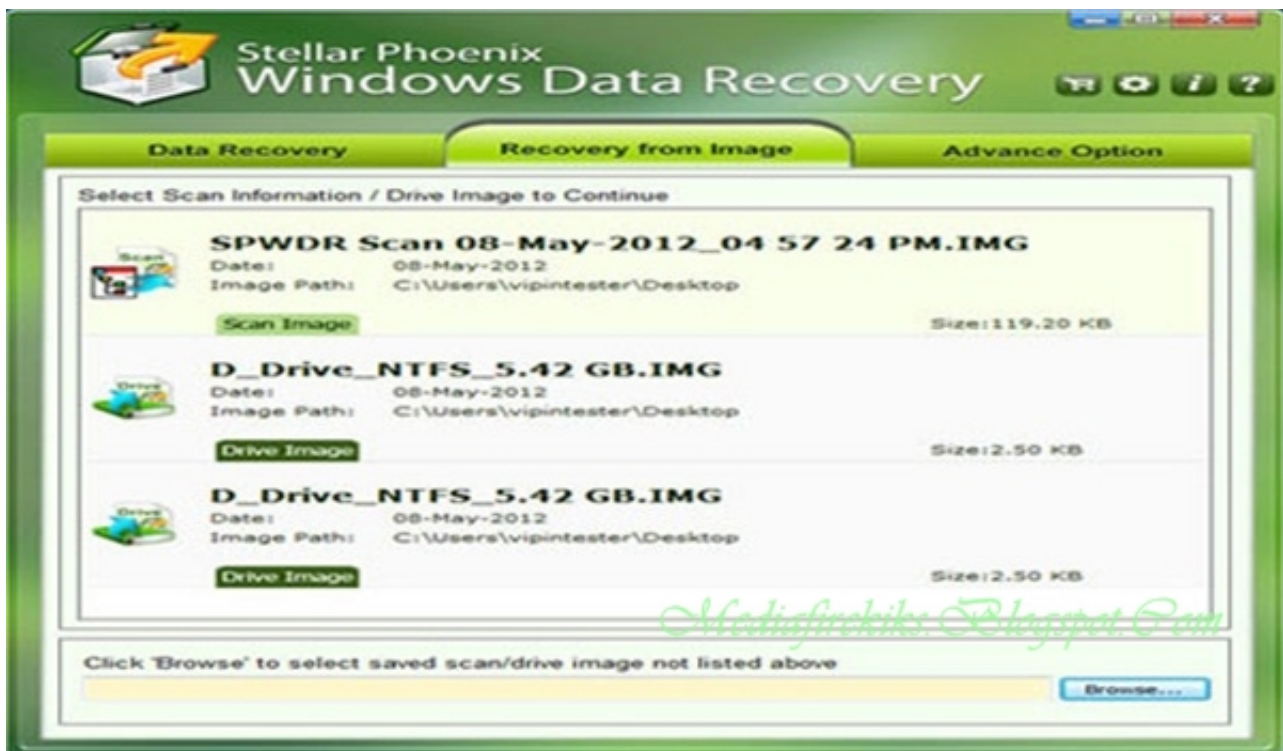 Stellar Phoenix
Windows Data Recovery
Data Recovery Recovery from Image Advance Option
Select Scan Information / Drive Image to Continue
Scan
SPWDR Scan 08-May-2012_04 57 24 PM.IMG
Date: 08-May-2012
Image Path: C:\Users\vipintester\Desktop
Scan Image Size:119.20 KB
Drive
D_Drive_NTFS_5.42 GB.IMG
Date: 08-May-2012
Image Path: C:\Users\vipintester\Desktop
Drive Image Size:2.50 KB
Drive
D_Drive_NTFS_5.42 GB.IMG
Date: 08-May-2012
Image Path: C:\Users\vipintester\Desktop
Drive Image Size:2.50 KB
Mediafirekiks.Blogspot.Com
Click 'Browse' to select saved scan/drive image not listed above
Browse...